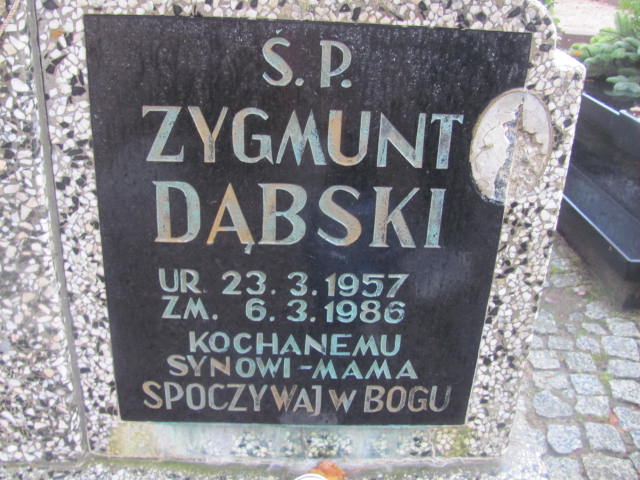 Ś. P.
ZYGMUNT
DĄBSKI
UR. 23. 3. 1957
ZM. 6. 3. 1986
KOCHANEMU
SYNOWI - MAMA
SPOCZYWAJ W BOGU